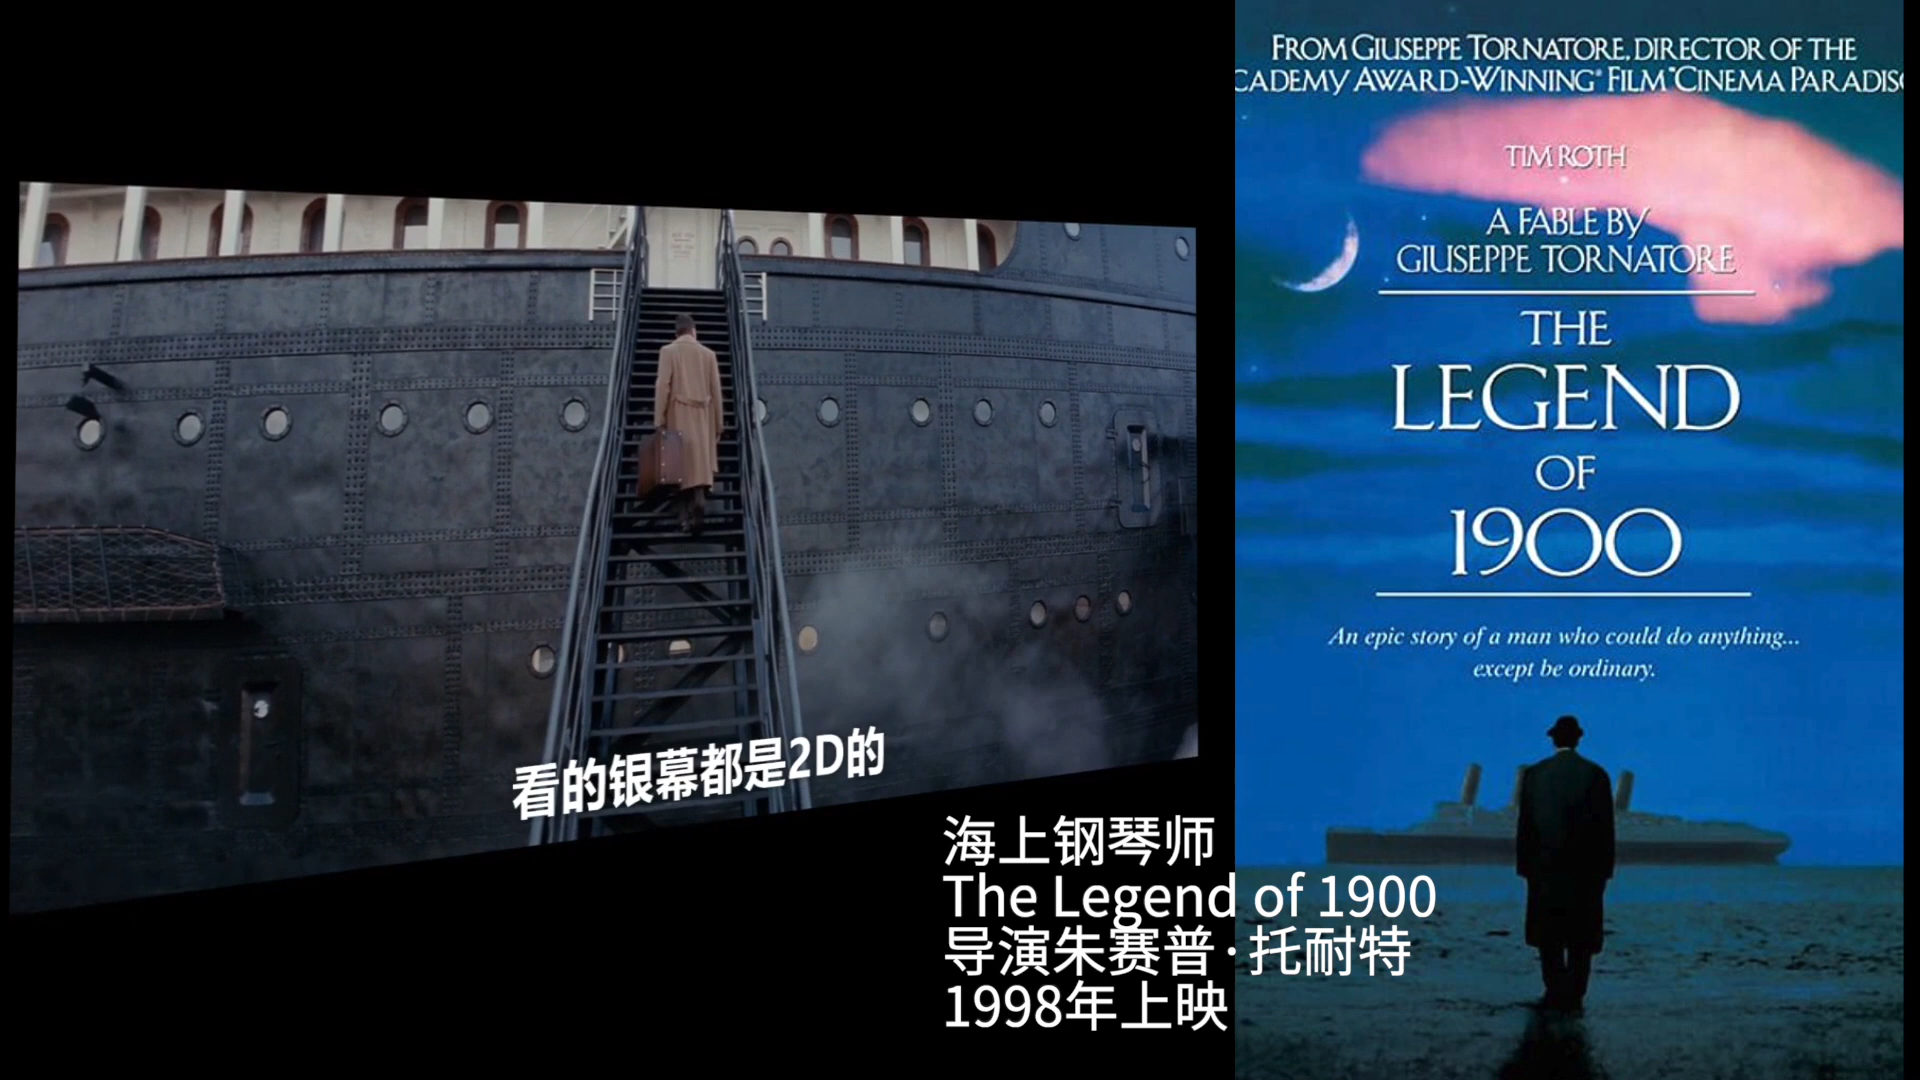 看的银幕都是2D的
海上钢琴师
The Legend of 1900
导演朱赛普·托耐特
1998年上映
FROM GIUSEPPE TORNATORE, DIRECTOR OF THE
CADEMY AWARD-WINNING® FILM "CINEMA PARADISO
TIM ROTH
A FABLE BY
GIUSEPPE TORNATORE
THE
LEGEND
OF
1900
An epic story of a man who could do anything...
except be ordinary.